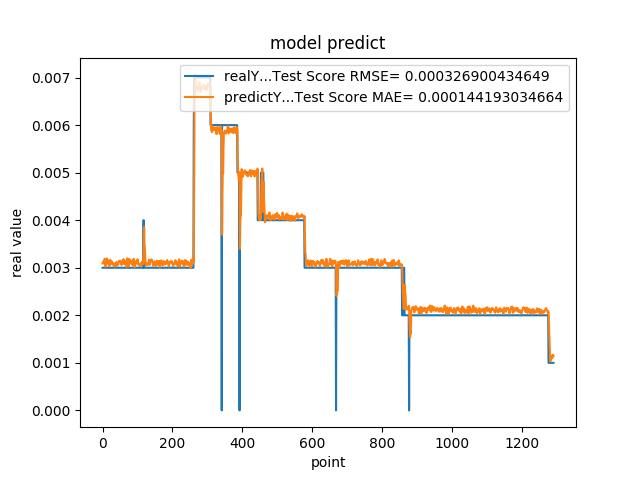 model predict
realY...Test Score RMSE= 0.000326900434649
predictY...Test Score MAE= 0.000144193034664
0.007
0.006
0.005
0.004
0.003
0.002
0.001
0.000
real value
0 200 400 600 800 1000 1200
point